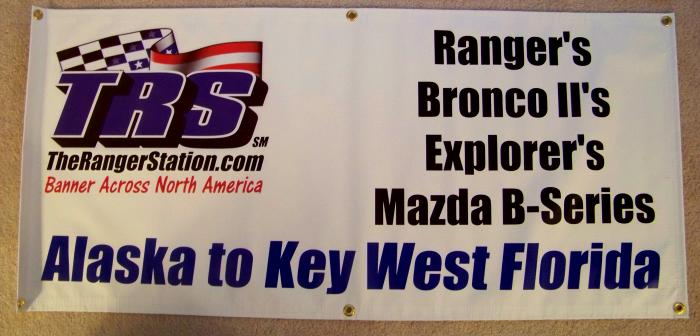 TRS SM
TheRangerStation.com
Banner Across North America
Ranger's
Bronco II's
Explorer's
Mazda B-Series
Alaska to Key West Florida